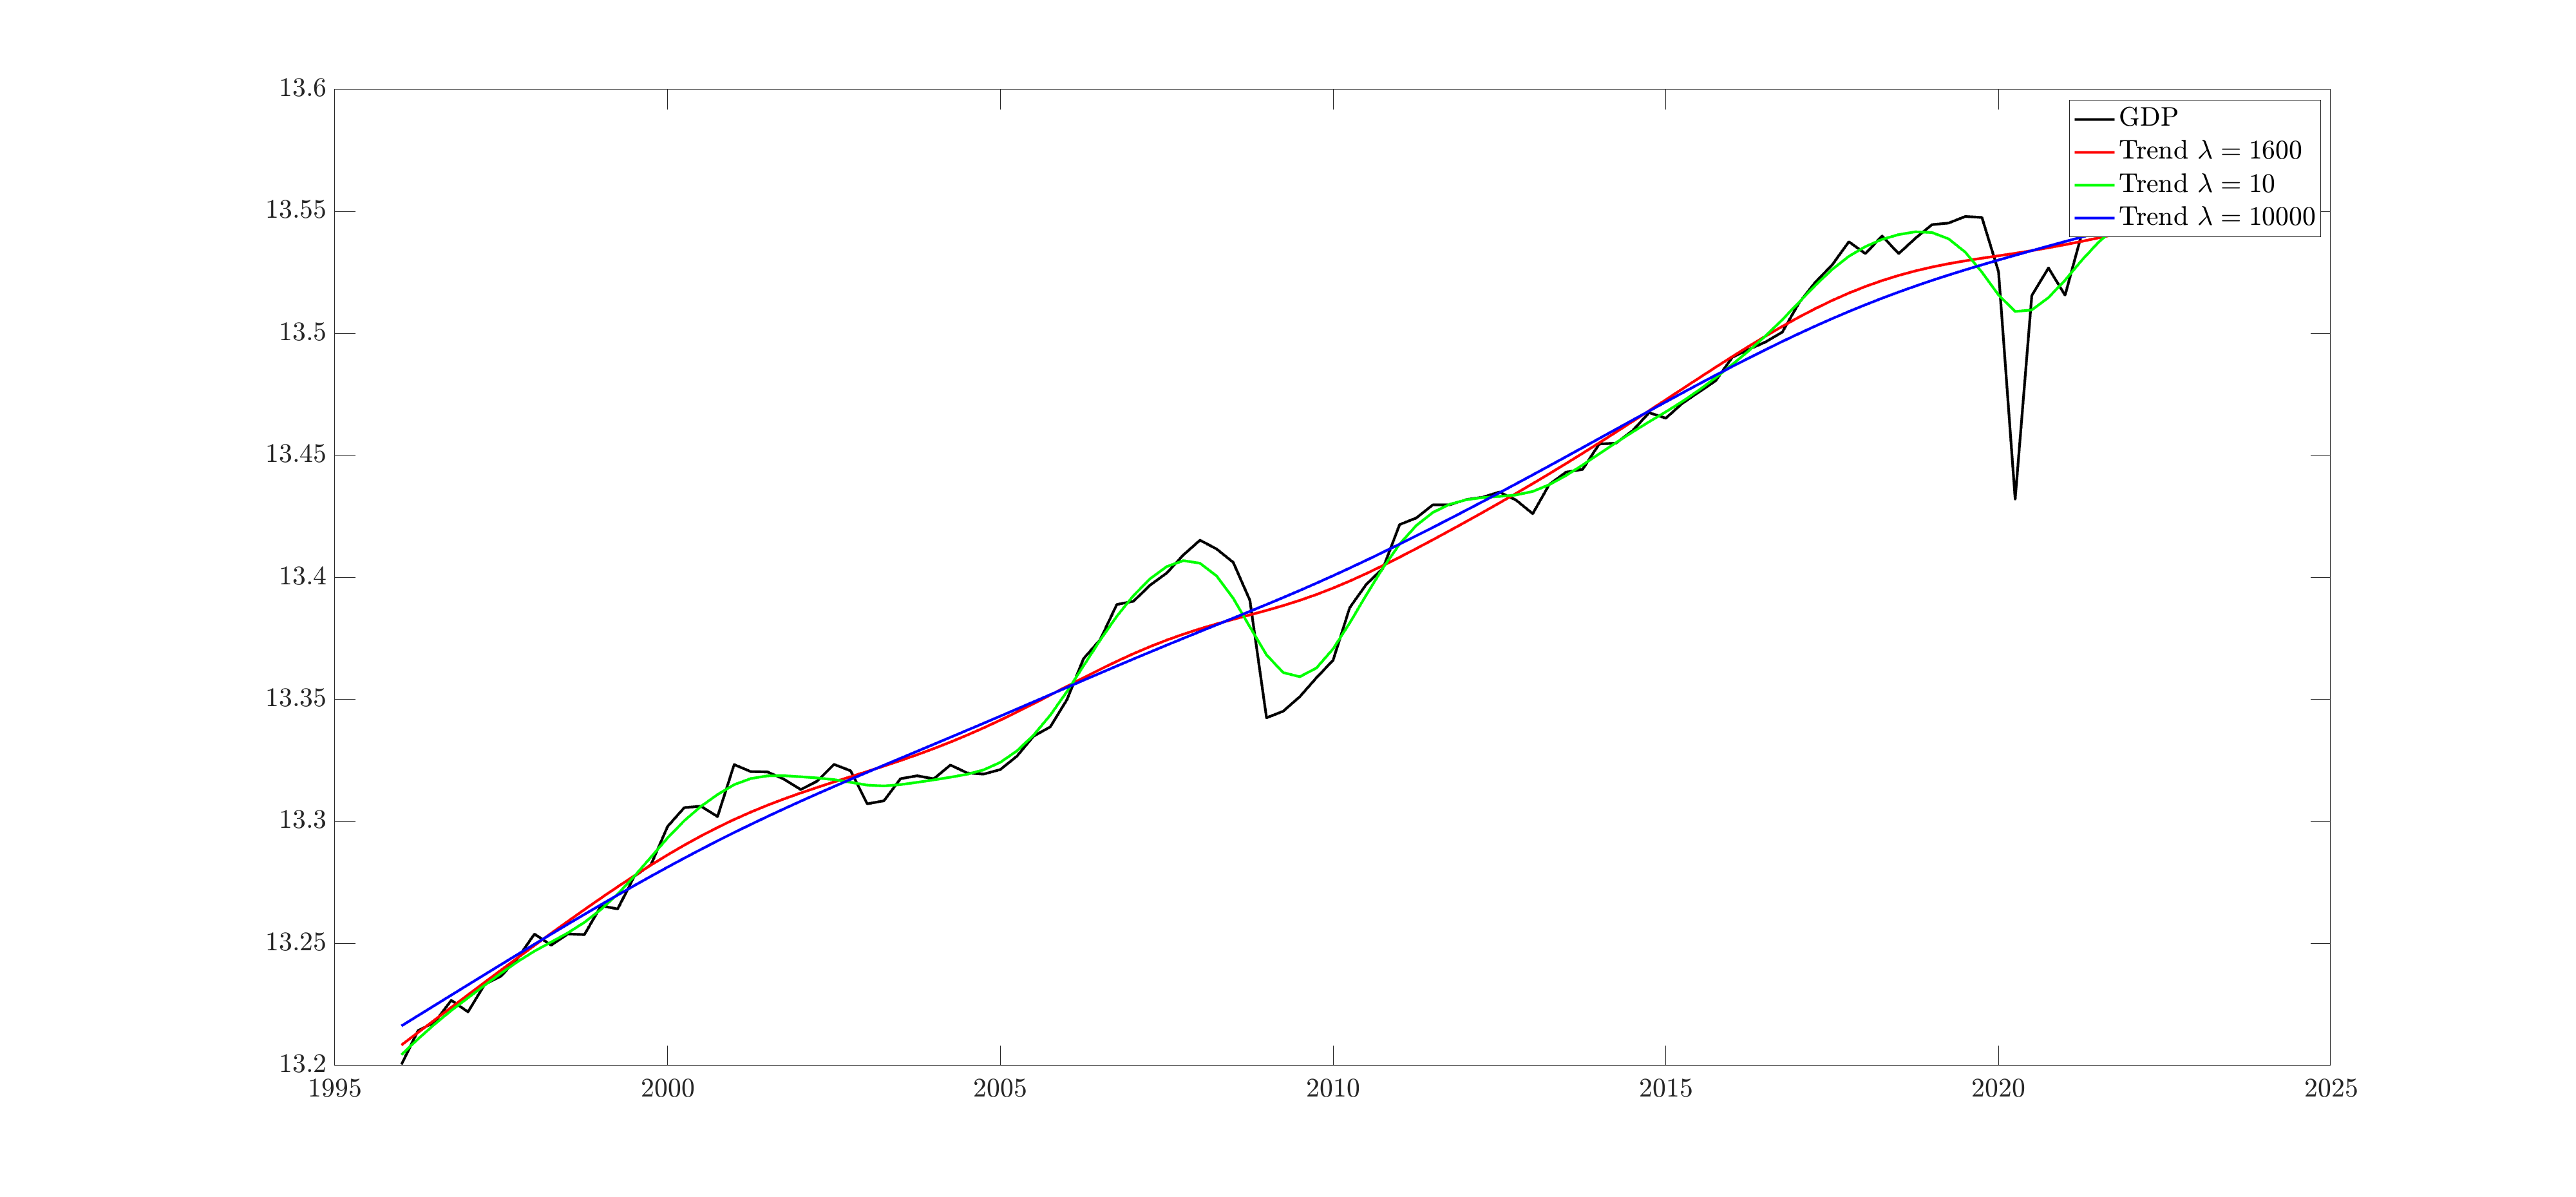 13.6
13.55
13.5
13.45
13.4
13.35
13.3
13.25
13.2
1995 2000 2005 2010 2015 2020 2025
GDP
Trend λ = 1600
Trend λ = 10
Trend λ = 10000